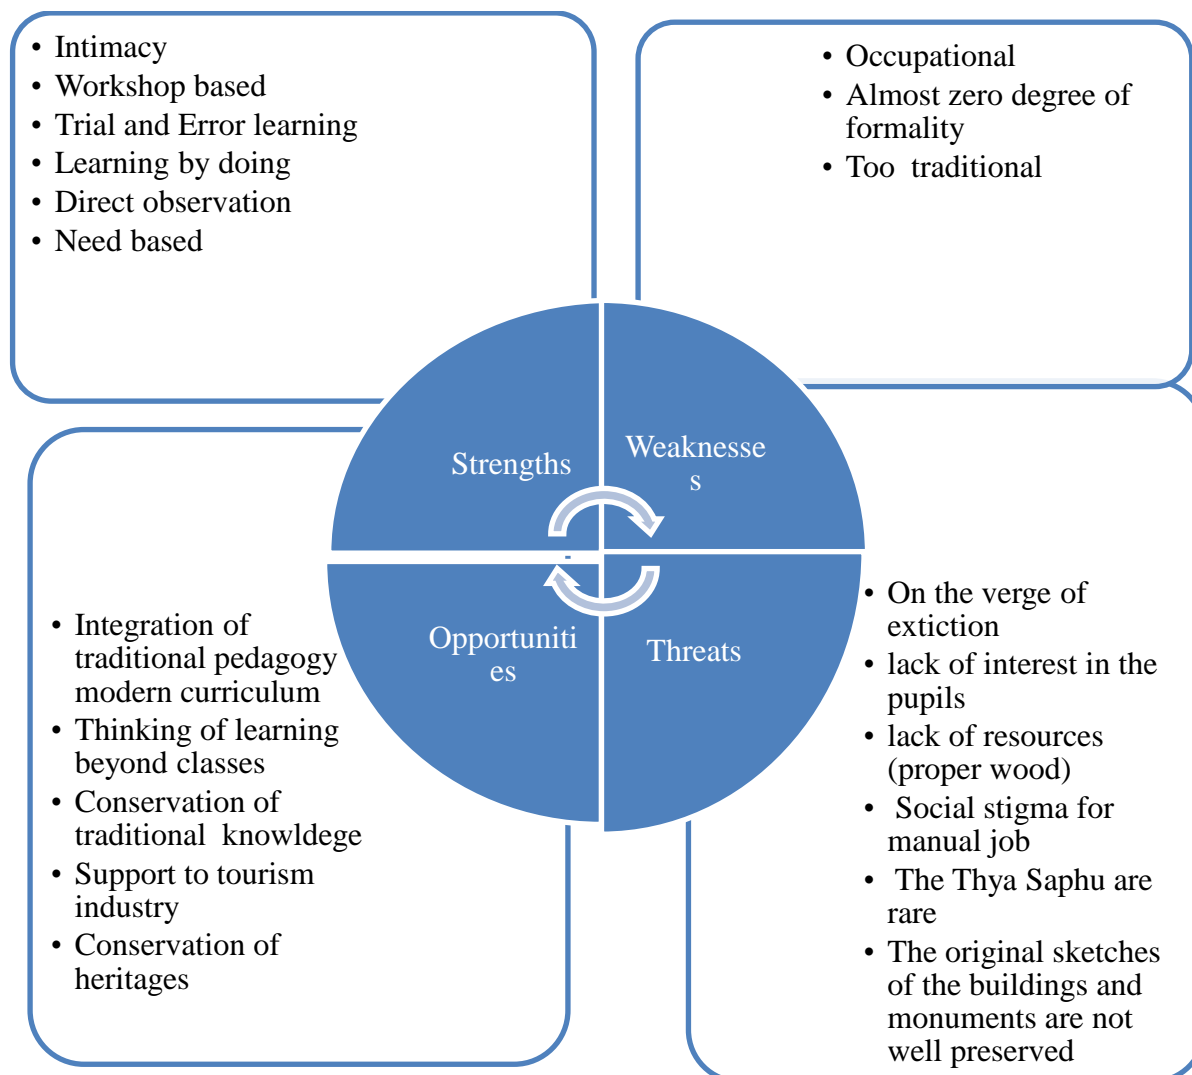 • Intimacy
• Workshop based
• Trial and Error learning
• Learning by doing
• Direct observation
• Need based
• Occupational
• Almost zero degree of
formality
• Too  traditional
Strengths
Weaknesse
s
Opportuniti
es
Threats
• Integration of
traditional pedagogy
modern curriculum
• Thinking of learning
beyond classes
• Conservation of
traditional  knowldege
• Support to tourism
industry
• Conservation of
heritages
• On the verge of
extiction
• lack of interest in the
pupils
• lack of resources
(proper wood)
• Social stigma for
manual job
• The Thya Saphu are
rare
• The original sketches
of the buildings and
monuments are not
well preserved